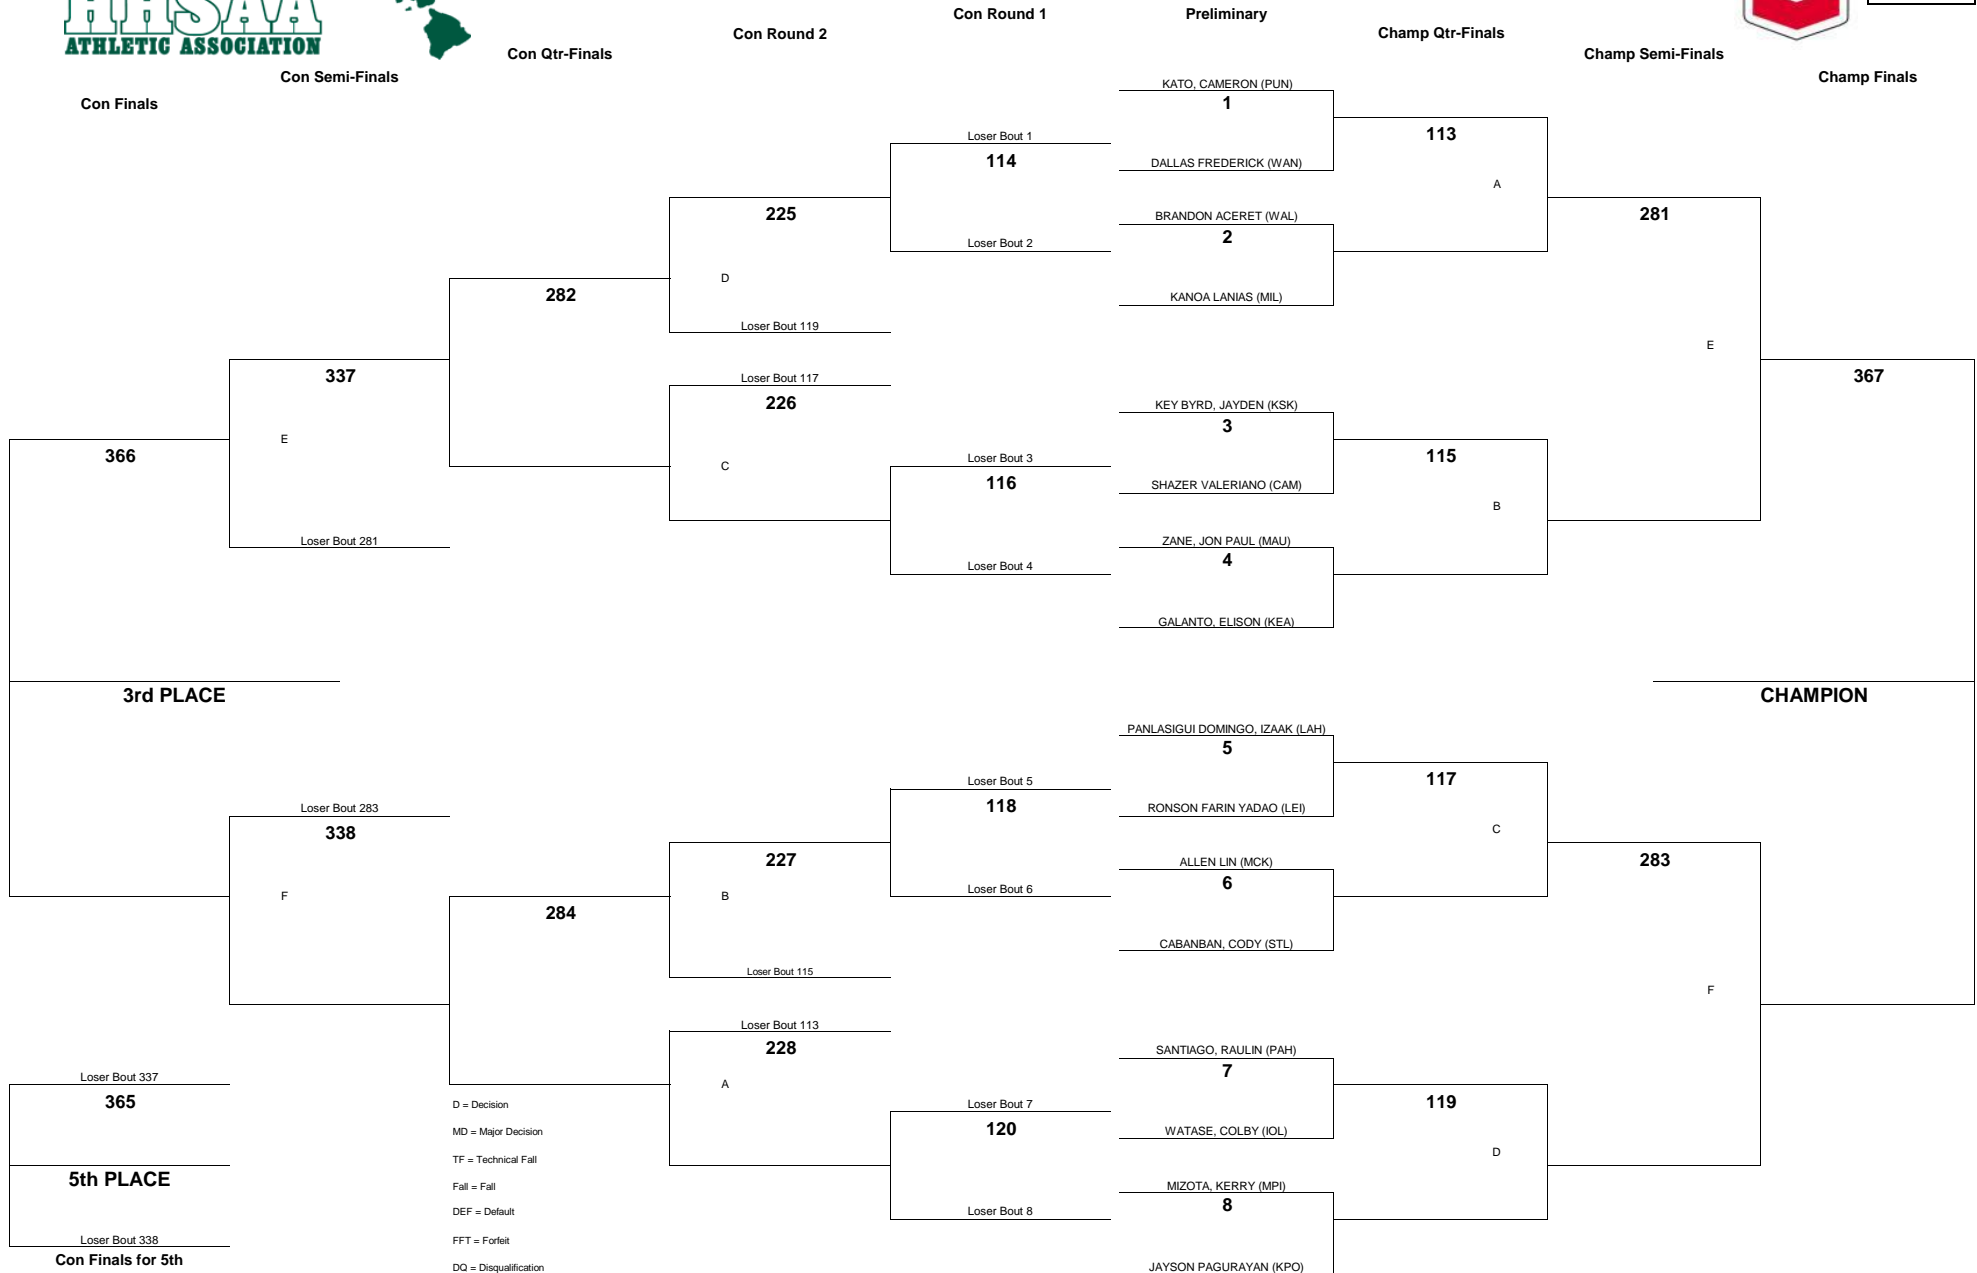 HHSAA
ATHLETIC ASSOCIATION
Con Finals
Con Semi-Finals
Con Qtr-Finals
Con Round 2
Con Round 1
Preliminary
Champ Qtr-Finals
Champ Semi-Finals
Champ Finals
KATO, CAMERON (PUN)
1
DALLAS FREDERICK (WAN)
BRANDON ACERET (WAL)
2
KANOA LANIAS (MIL)
KEY BYRD, JAYDEN (KSK)
3
SHAZER VALERIANO (CAM)
ZANE, JON PAUL (MAU)
4
GALANTO, ELISON (KEA)
PANLASIGUI DOMINGO, IZAAK (LAH)
5
RONSON FARIN YADAO (LEI)
ALLEN LIN (MCK)
6
CABANBAN, CODY (STL)
SANTIAGO, RAULIN (PAH)
7
WATASE, COLBY (IOL)
MIZOTA, KERRY (MPI)
8
JAYSON PAGURAYAN (KPO)
113
A
115
B
117
C
119
D
281
E
283
F
367
CHAMPION
Loser Bout 1
114
Loser Bout 2
Loser Bout 3
116
Loser Bout 4
Loser Bout 5
118
Loser Bout 6
Loser Bout 7
120
Loser Bout 8
225
D
Loser Bout 119
Loser Bout 117
226
C
227
B
Loser Bout 115
Loser Bout 113
228
A
282
284
337
E
Loser Bout 281
Loser Bout 283
338
F
366
3rd PLACE
Loser Bout 337
365
5th PLACE
Loser Bout 338
Con Finals for 5th
D = Decision
MD = Major Decision
TF = Technical Fall
Fall = Fall
DEF = Default
FFT = Forfeit
DQ = Disqualification